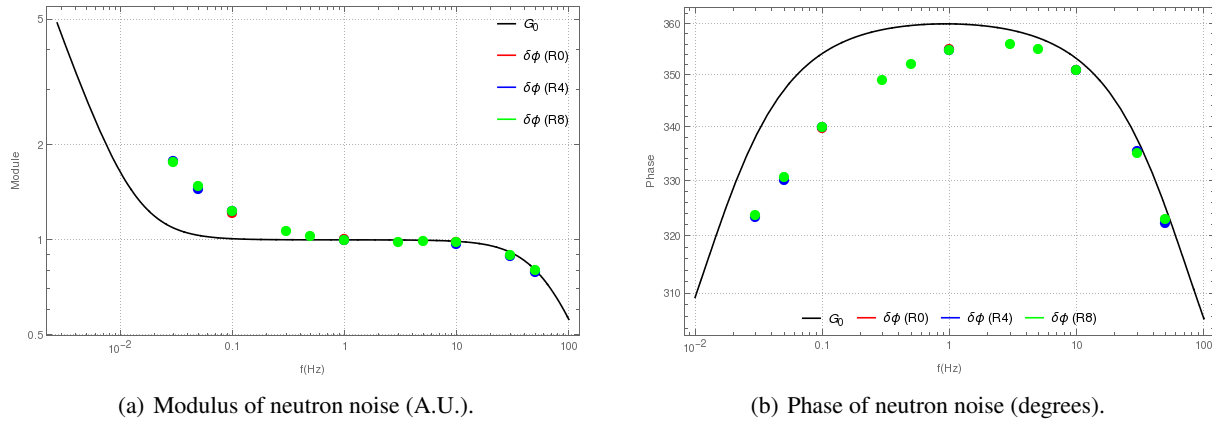 5
2
1
0.5
Module
10⁻²
0.1
1
10
100
f(Hz)
G₀
δϕ (R0)
δϕ (R4)
δϕ (R8)
(a) Modulus of neutron noise (A.U.).
360
350
340
330
320
310
Phase
10⁻²
0.1
1
10
100
f(Hz)
G₀ δϕ (R0) δϕ (R4) δϕ (R8)
(b) Phase of neutron noise (degrees).